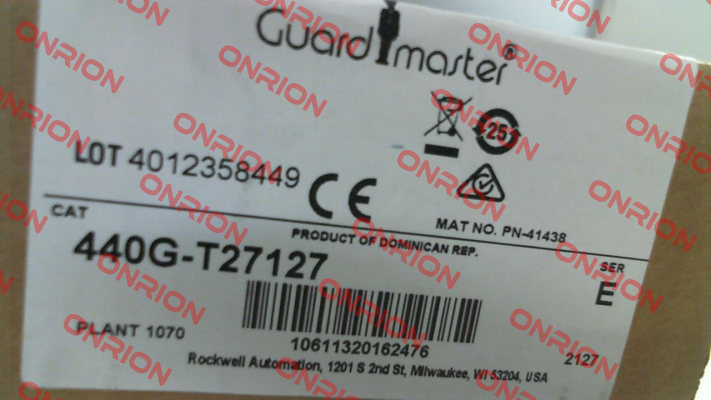 Guardmaster®
25
LOT 4012358449
MAT NO. PN-41438
CAT
PRODUCT OF DOMINICAN REP.
440G-T27127
SER
E
PLANT 1070
10611320162476
2127
Rockwell Automation, 1201 S 2nd St, Milwaukee, WI 53204, USA
ONRION